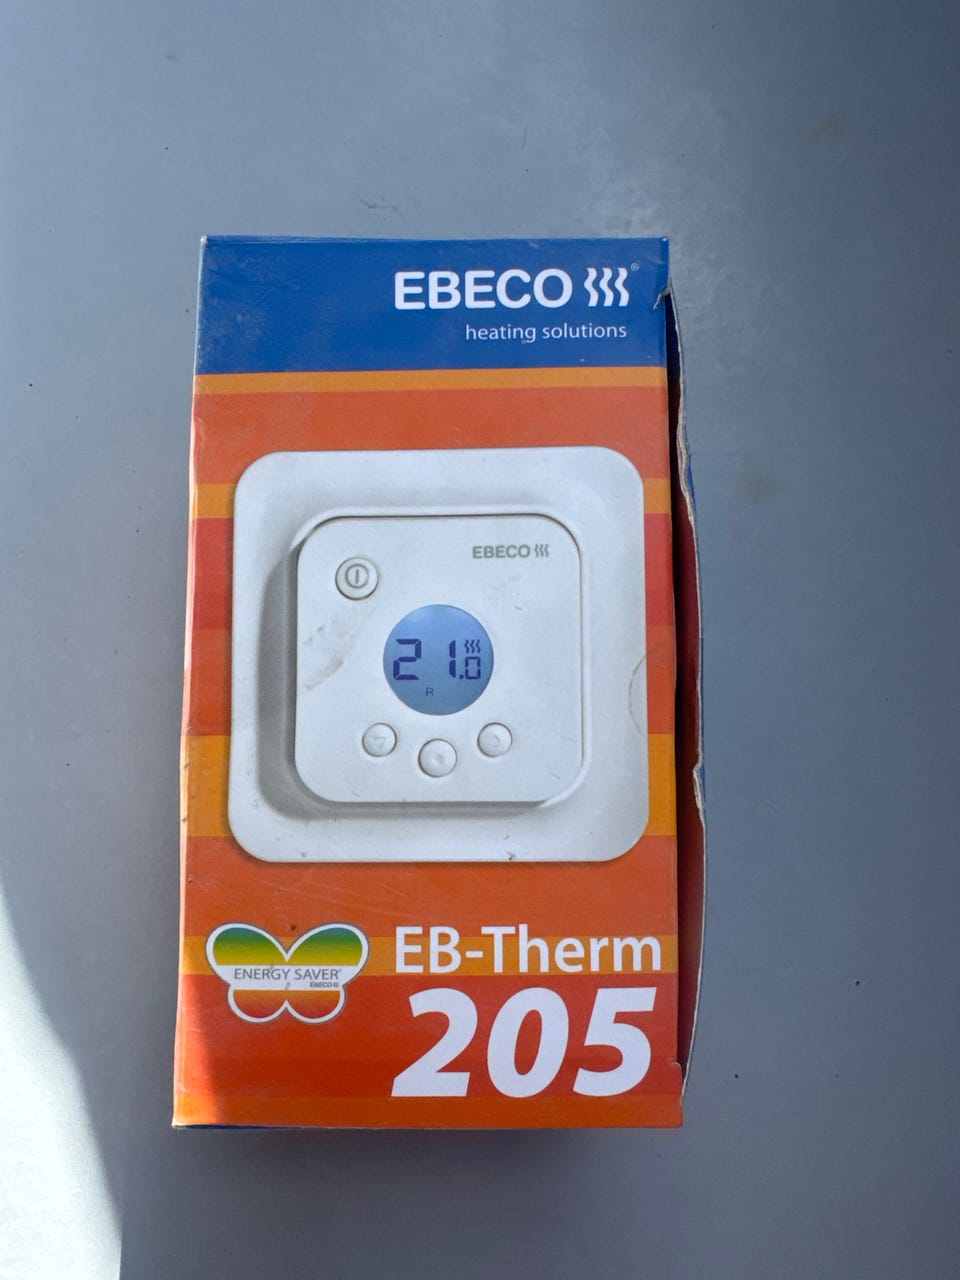 EBECO ®
heating solutions
EBECO
21.0
R
ENERGY SAVER
EBECO
EB-Therm
205